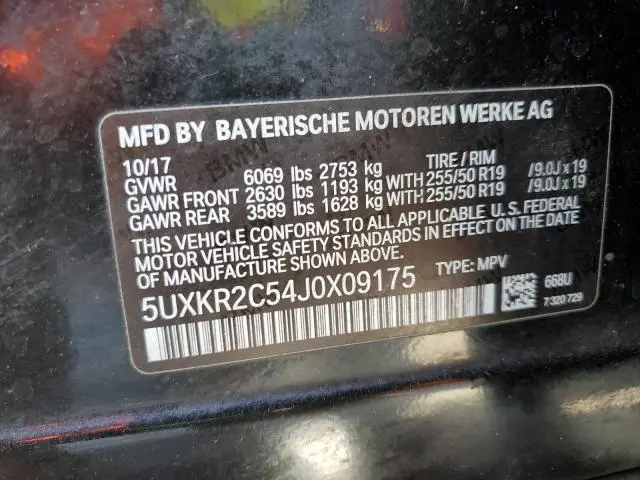 MFD BY BAYERISCHE MOTOREN WERKE AG
10/17 TIRE / RIM
GVWR 6069 lbs 2753 kg
GAWR FRONT 2630 lbs 1193 kg WITH 255/50 R19 /9.0J x 19
GAWR REAR 3589 lbs 1628 kg WITH 255/50 R19 /9.0J x 19
THIS VEHICLE CONFORMS TO ALL APPLICABLE U.S. FEDERAL
MOTOR VEHICLE SAFETY STANDARDS IN EFFECT ON THE DATE
OF MANUFACTURE SHOWN ABOVE.
5UXKR2C54J0X09175 TYPE: MPV
668U
7 320 729